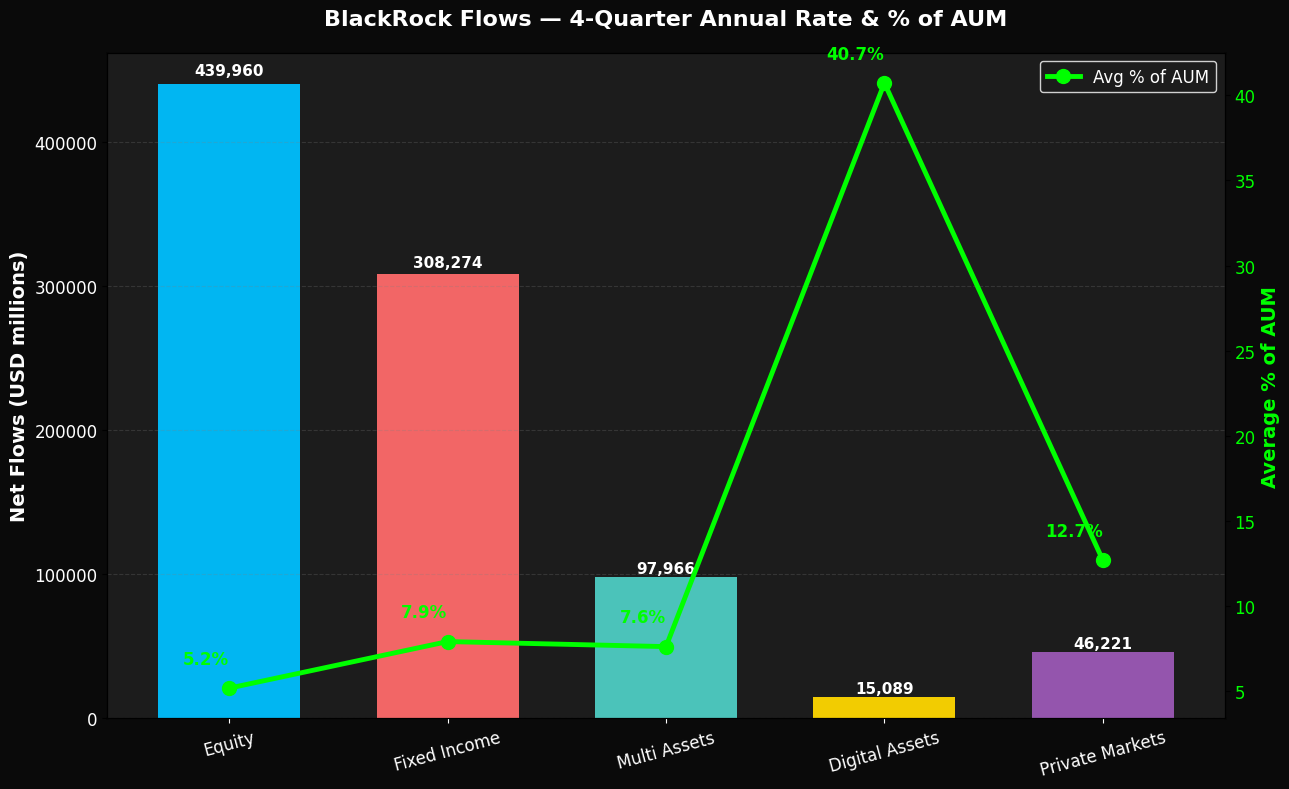 BlackRock Flows — 4-Quarter Annual Rate & % of AUM
Avg % of AUM
Net Flows (USD millions)
400000
300000
200000
100000
0
439,960
308,274
97,966
15,089
46,221
5.2%
7.9%
7.6%
40.7%
12.7%
40
35
30
25
20
15
10
5
Average % of AUM
Equity
Fixed Income
Multi Assets
Digital Assets
Private Markets